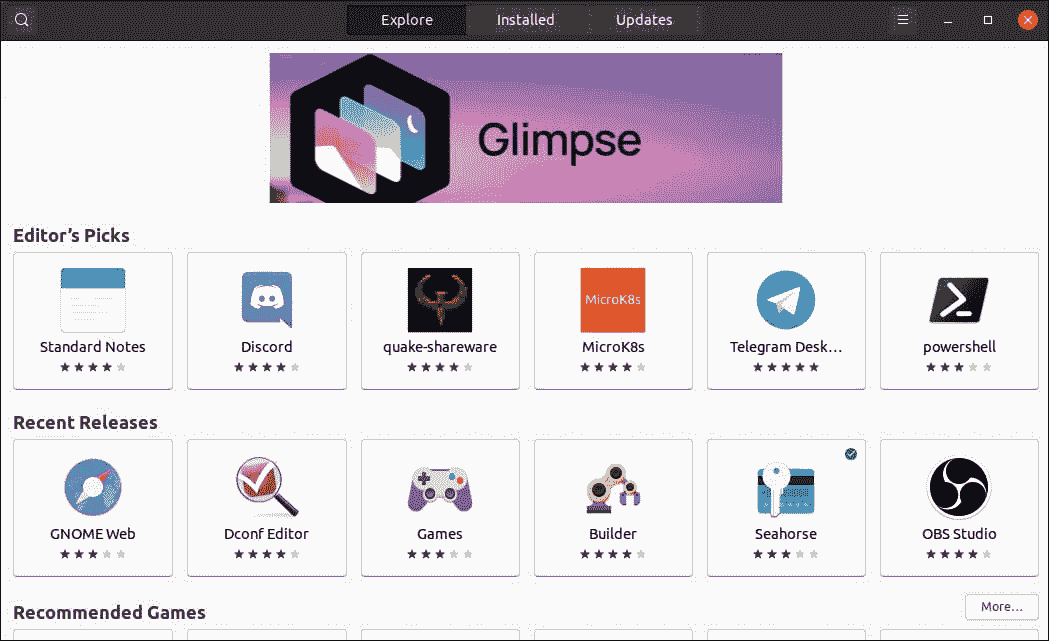 Explore Installed Updates
Glimpse
Editor's Picks
MicroK8s
Standard Notes Discord quake-shareware MicroK8s Telegram Desk... powershell
Recent Releases
GNOME Web Dconf Editor Games Builder Seahorse OBS Studio
Recommended Games More...